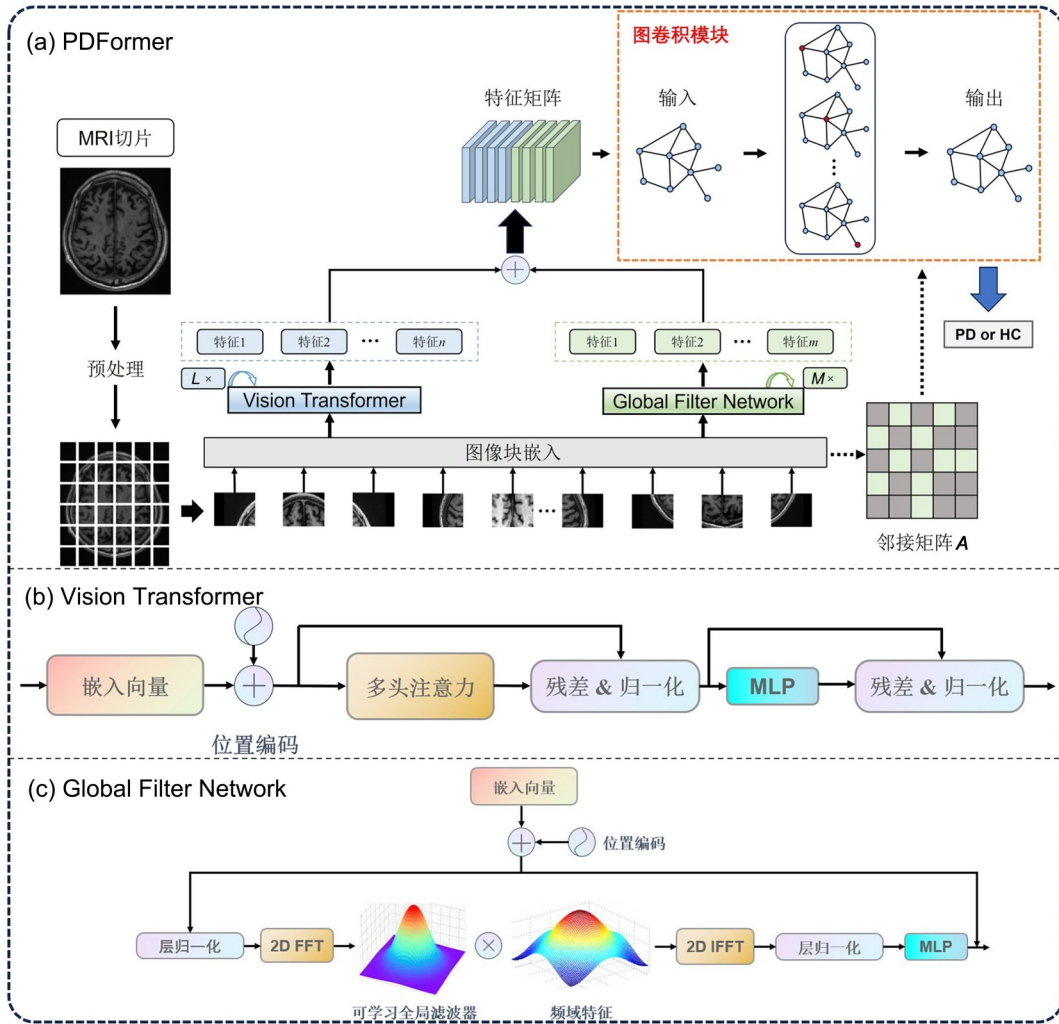 (a) PDFormer
图卷积模块
MRI切片
特征矩阵
输入
输出
预处理
特征1
特征2
特征n
特征1
特征2
特征m
L ×
M ×
Vision Transformer
Global Filter Network
PD or HC
图像块嵌入
邻接矩阵A
(b) Vision Transformer
嵌入向量
多头注意力
残差 & 归一化
MLP
残差 & 归一化
位置编码
(c) Global Filter Network
嵌入向量
位置编码
层归一化
2D FFT
2D IFFT
层归一化
MLP
可学习全局滤波器
频域特征